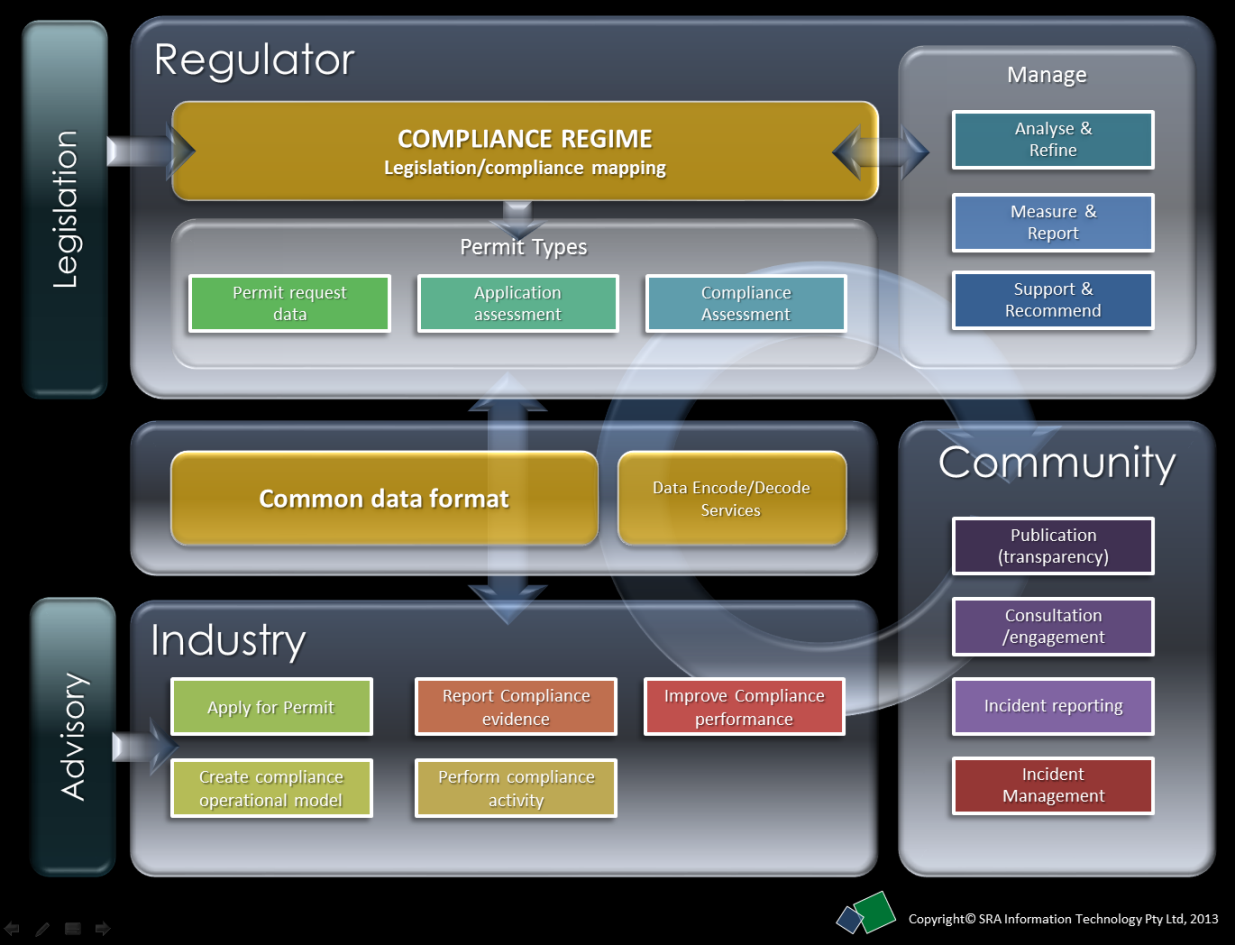 Legislation
Regulator
COMPLIANCE REGIME
Legislation/compliance mapping
Permit Types
Permit request
data
Application
assessment
Compliance
Assessment
Manage
Analyse &
Refine
Measure &
Report
Support &
Recommend
Common data format
Data Encode/Decode
Services
Community
Publication
(transparency)
Consultation
/engagement
Incident reporting
Incident
Management
Advisory
Industry
Apply for Permit
Report Compliance
evidence
Improve Compliance
performance
Create compliance
operational model
Perform compliance
activity
Copyright© SRA Information Technology Pty Ltd, 2013